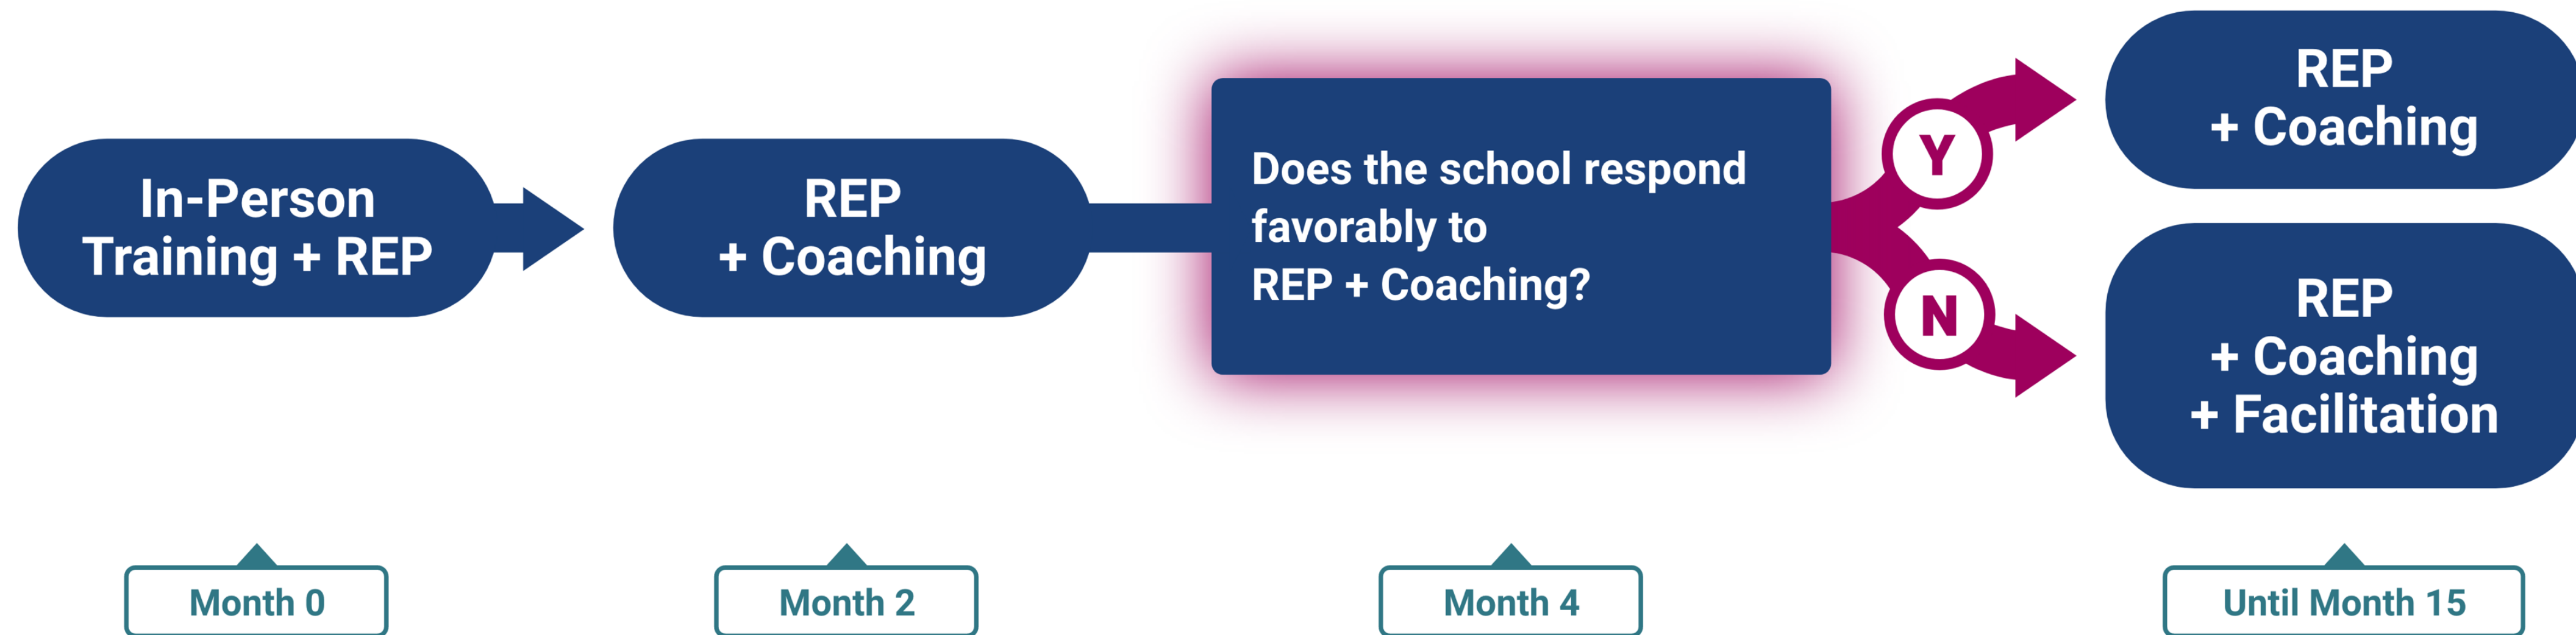 In-Person
Training + REP
REP
+ Coaching
Does the school respond
favorably to
REP + Coaching?
Y
REP
+ Coaching
N
REP
+ Coaching
+ Facilitation
Month 0
Month 2
Month 4
Until Month 15